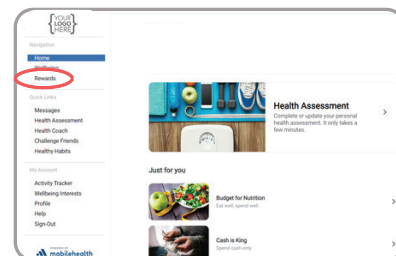 {YOUR
LOGO
HERE}
Navigation
Home
Wellbeing
Rewards
Quick Links
Messages
Health Assessment
Health Coach
Challenge Friends
Healthy Habits
My Account
Activity Tracker
Wellbeing Interests
Profile
Help
Sign-Out
POWERED BY
mobilehealth
Health Assessment
Complete or update your personal
health assessment. It only takes a
few minutes.
Just for you
Budget for Nutrition
Eat well, spend well
Cash is King
Spend cash only